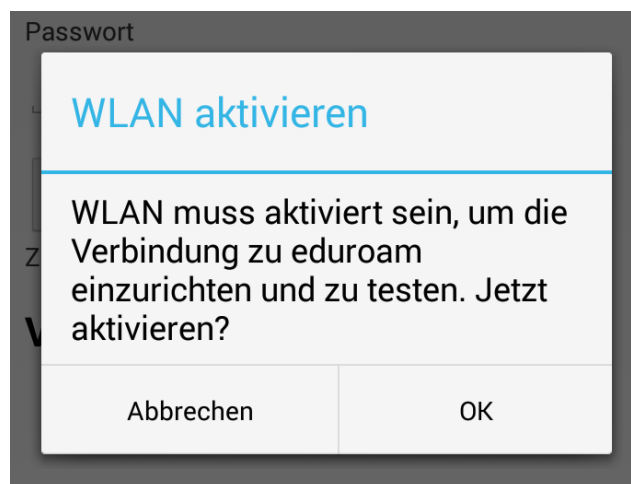 Passwort
WLAN aktivieren
WLAN muss aktiviert sein, um die
Verbindung zu eduroam
einzurichten und zu testen. Jetzt
aktivieren?
Abbrechen
OK